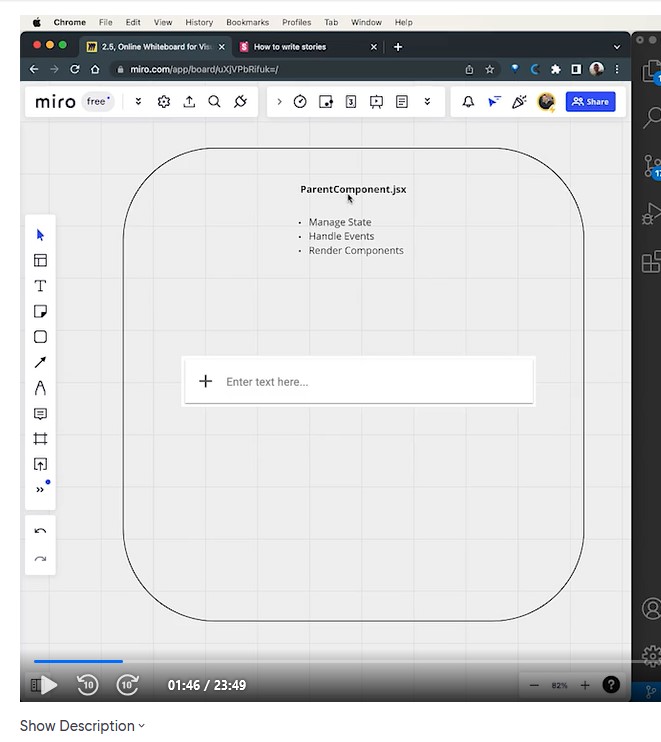 Chrome File Edit View History Bookmarks Profiles Tab Window Help
2.5, Online Whiteboard for Visu
How to write stories
miro.com/app/board/uXjVPbRifuk=/
miro free
3
Share
ParentComponent.jsx
• Manage State
• Handle Events
• Render Components
T
+ Enter text here...
10 10 01:46 / 23:49
82%
?
Show Description